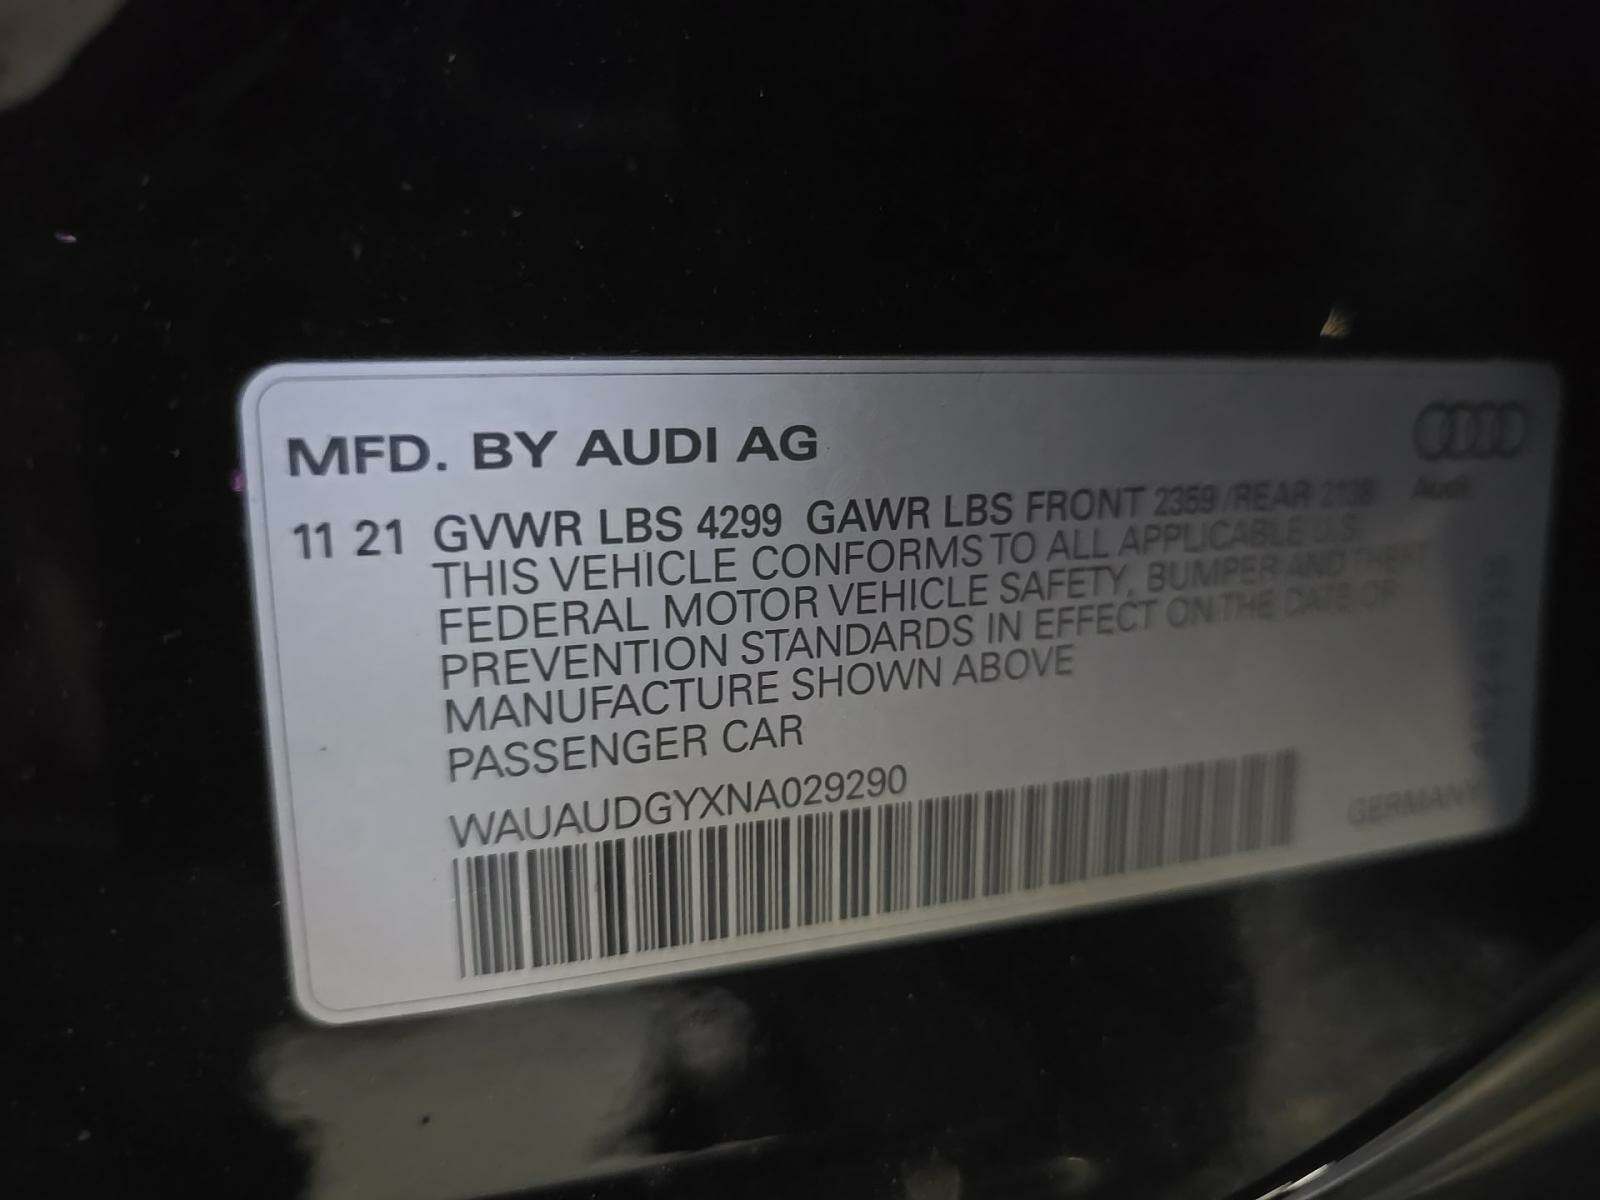 MFD. BY AUDI AG
11 21 GVWR LBS 4299 GAWR LBS FRONT 2359 /REAR
Audi
THIS VEHICLE CONFORMS TO ALL APPLICABLE U.S.
FEDERAL MOTOR VEHICLE SAFETY, BUMPER AND THEFT
PREVENTION STANDARDS IN EFFECT ON THE DATE OF
MANUFACTURE SHOWN ABOVE
PASSENGER CAR
WAUAUDGYXNA029290
GERMANY